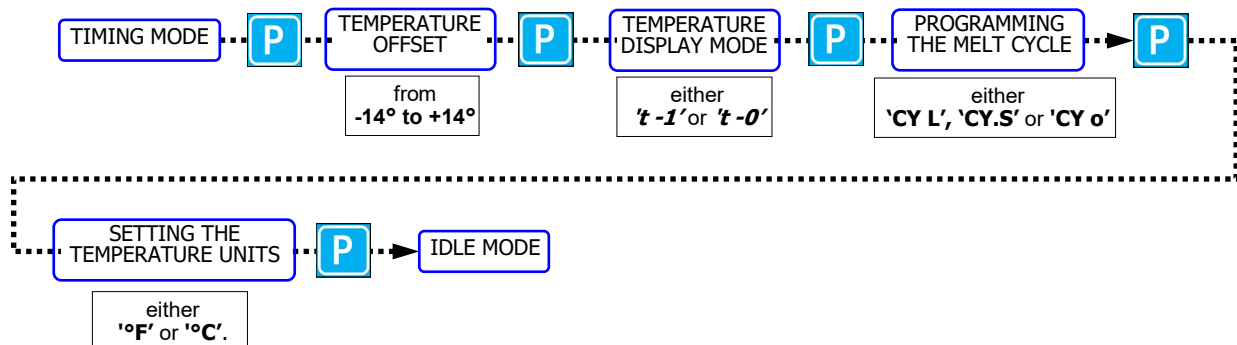 TIMING MODE
P
TEMPERATURE
OFFSET
P
TEMPERATURE
DISPLAY MODE
P
PROGRAMMING
THE MELT CYCLE
P
from
-14° to +14°
either
't -1' or 't -0'
either
‘CY L’, ‘CY.S’ or 'CY o’
SETTING THE
TEMPERATURE UNITS
P
IDLE MODE
either
'°F’ or '°C’.